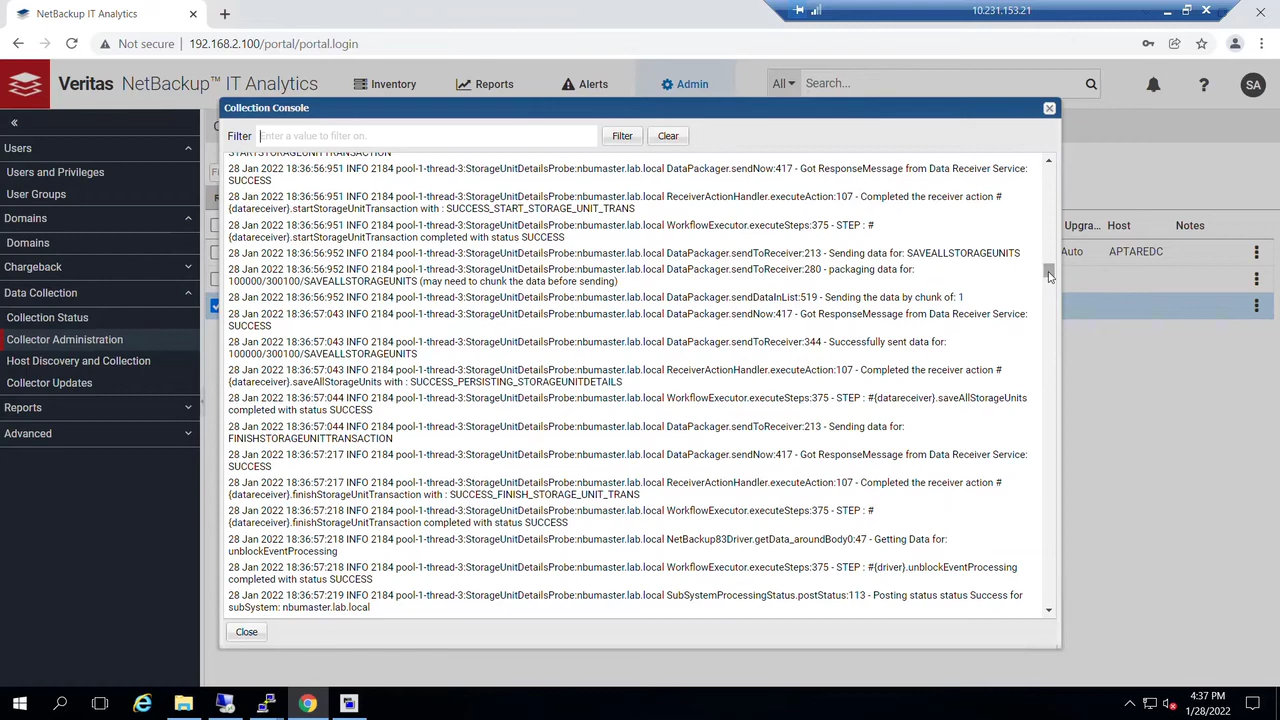 NetBackup IT Analytics
10.231.153.21
Not secure
192.168.2.100/portal/portal.login
Veritas NetBackup™ IT Analytics
Inventory
Reports
Alerts
Admin
All
Search...
SA
Users
Users and Privileges
User Groups
Domains
Domains
Chargeback
Data Collection
Collection Status
Collector Administration
Host Discovery and Collection
Collector Updates
Reports
Advanced
Collection Console
Filter
Enter a value to filter on.
Filter
Clear
STARTSTORAGEUNITTRANSACTION
28 Jan 2022 18:36:56:951 INFO 2184 pool-1-thread-3:StorageUnitDetailsProbe:nbumaster.lab.local DataPackager.sendNow:417 - Got ResponseMessage from Data Receiver Service:
SUCCESS
28 Jan 2022 18:36:56:951 INFO 2184 pool-1-thread-3:StorageUnitDetailsProbe:nbumaster.lab.local ReceiverActionHandler.executeAction:107 - Completed the receiver action #
{datareceiver}.startStorageUnitTransaction with : SUCCESS_START_STORAGE_UNIT_TRANS
28 Jan 2022 18:36:56:951 INFO 2184 pool-1-thread-3:StorageUnitDetailsProbe:nbumaster.lab.local WorkflowExecutor.executeSteps:375 - STEP : #
{datareceiver}.startStorageUnitTransaction completed with status SUCCESS
28 Jan 2022 18:36:56:952 INFO 2184 pool-1-thread-3:StorageUnitDetailsProbe:nbumaster.lab.local DataPackager.sendToReceiver:213 - Sending data for: SAVEALLSTORAGEUNITS
28 Jan 2022 18:36:56:952 INFO 2184 pool-1-thread-3:StorageUnitDetailsProbe:nbumaster.lab.local DataPackager.sendToReceiver:280 - packaging data for:
100000/300100/SAVEALLSTORAGEUNITS (may need to chunk the data before sending)
28 Jan 2022 18:36:56:952 INFO 2184 pool-1-thread-3:StorageUnitDetailsProbe:nbumaster.lab.local DataPackager.sendDataInList:519 - Sending the data by chunk of: 1
28 Jan 2022 18:36:57:043 INFO 2184 pool-1-thread-3:StorageUnitDetailsProbe:nbumaster.lab.local DataPackager.sendNow:417 - Got ResponseMessage from Data Receiver Service:
SUCCESS
28 Jan 2022 18:36:57:043 INFO 2184 pool-1-thread-3:StorageUnitDetailsProbe:nbumaster.lab.local DataPackager.sendToReceiver:344 - Successfully sent data for:
100000/300100/SAVEALLSTORAGEUNITS
28 Jan 2022 18:36:57:043 INFO 2184 pool-1-thread-3:StorageUnitDetailsProbe:nbumaster.lab.local ReceiverActionHandler.executeAction:107 - Completed the receiver action #
{datareceiver}.saveAllStorageUnits with : SUCCESS_PERSISTING_STORAGEUNITDETAILS
28 Jan 2022 18:36:57:044 INFO 2184 pool-1-thread-3:StorageUnitDetailsProbe:nbumaster.lab.local WorkflowExecutor.executeSteps:375 - STEP : #{datareceiver}.saveAllStorageUnits
completed with status SUCCESS
28 Jan 2022 18:36:57:044 INFO 2184 pool-1-thread-3:StorageUnitDetailsProbe:nbumaster.lab.local DataPackager.sendToReceiver:213 - Sending data for:
FINISHSTORAGEUNITTRANSACTION
28 Jan 2022 18:36:57:217 INFO 2184 pool-1-thread-3:StorageUnitDetailsProbe:nbumaster.lab.local DataPackager.sendNow:417 - Got ResponseMessage from Data Receiver Service:
SUCCESS
28 Jan 2022 18:36:57:217 INFO 2184 pool-1-thread-3:StorageUnitDetailsProbe:nbumaster.lab.local ReceiverActionHandler.executeAction:107 - Completed the receiver action #
{datareceiver}.finishStorageUnitTransaction with : SUCCESS_FINISH_STORAGE_UNIT_TRANS
28 Jan 2022 18:36:57:218 INFO 2184 pool-1-thread-3:StorageUnitDetailsProbe:nbumaster.lab.local WorkflowExecutor.executeSteps:375 - STEP : #
{datareceiver}.finishStorageUnitTransaction completed with status SUCCESS
28 Jan 2022 18:36:57:218 INFO 2184 pool-1-thread-3:StorageUnitDetailsProbe:nbumaster.lab.local NetBackup83Driver.getData_aroundBody0:47 - Getting Data for:
unblockEventProcessing
28 Jan 2022 18:36:57:218 INFO 2184 pool-1-thread-3:StorageUnitDetailsProbe:nbumaster.lab.local WorkflowExecutor.executeSteps:375 - STEP : #{driver}.unblockEventProcessing
completed with status SUCCESS
28 Jan 2022 18:36:57:219 INFO 2184 pool-1-thread-3:StorageUnitDetailsProbe:nbumaster.lab.local SubSystemProcessingStatus.postStatus:113 - Posting status status Success for
subSystem: nbumaster.lab.local
Close
Upgra...
Host
Notes
Auto
APTAREDC
4:37 PM
1/28/2022